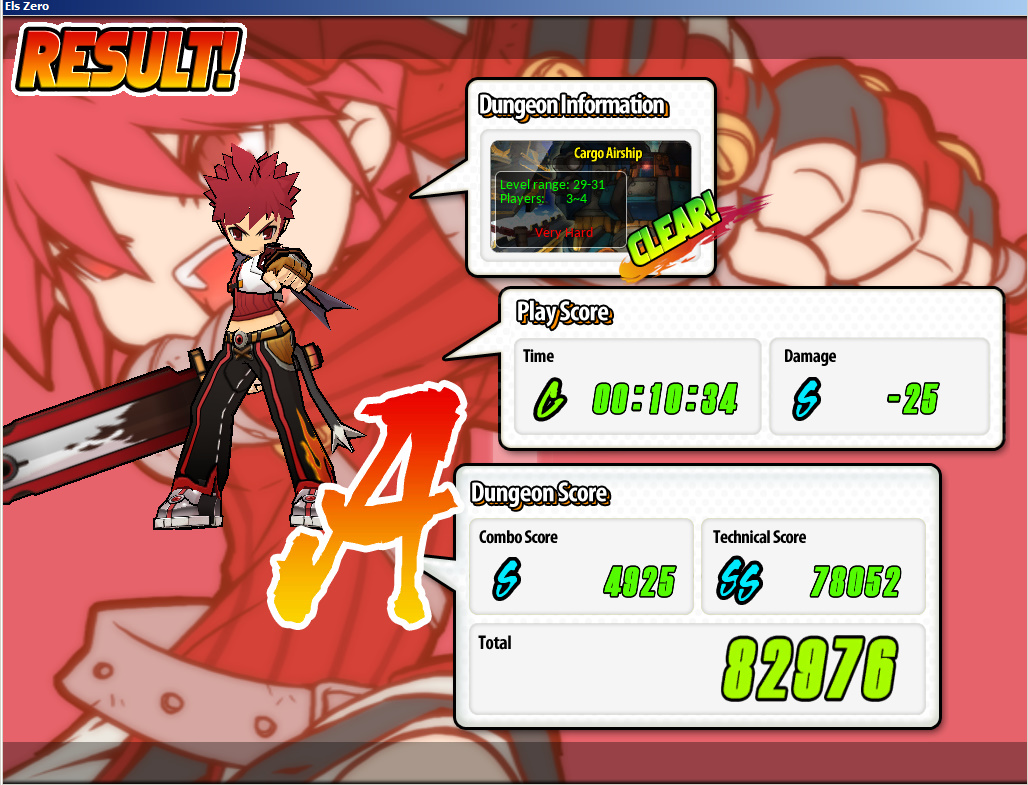 Els Zero
RESULT!
Dungeon Information
Cargo Airship
Level range: 29-31
Players: 3~4
Very Hard
CLEAR!
Play Score
Time
C 00:10:34
Damage
S -25
A
Dungeon Score
Combo Score
S 4925
Technical Score
SS 78052
Total
82976